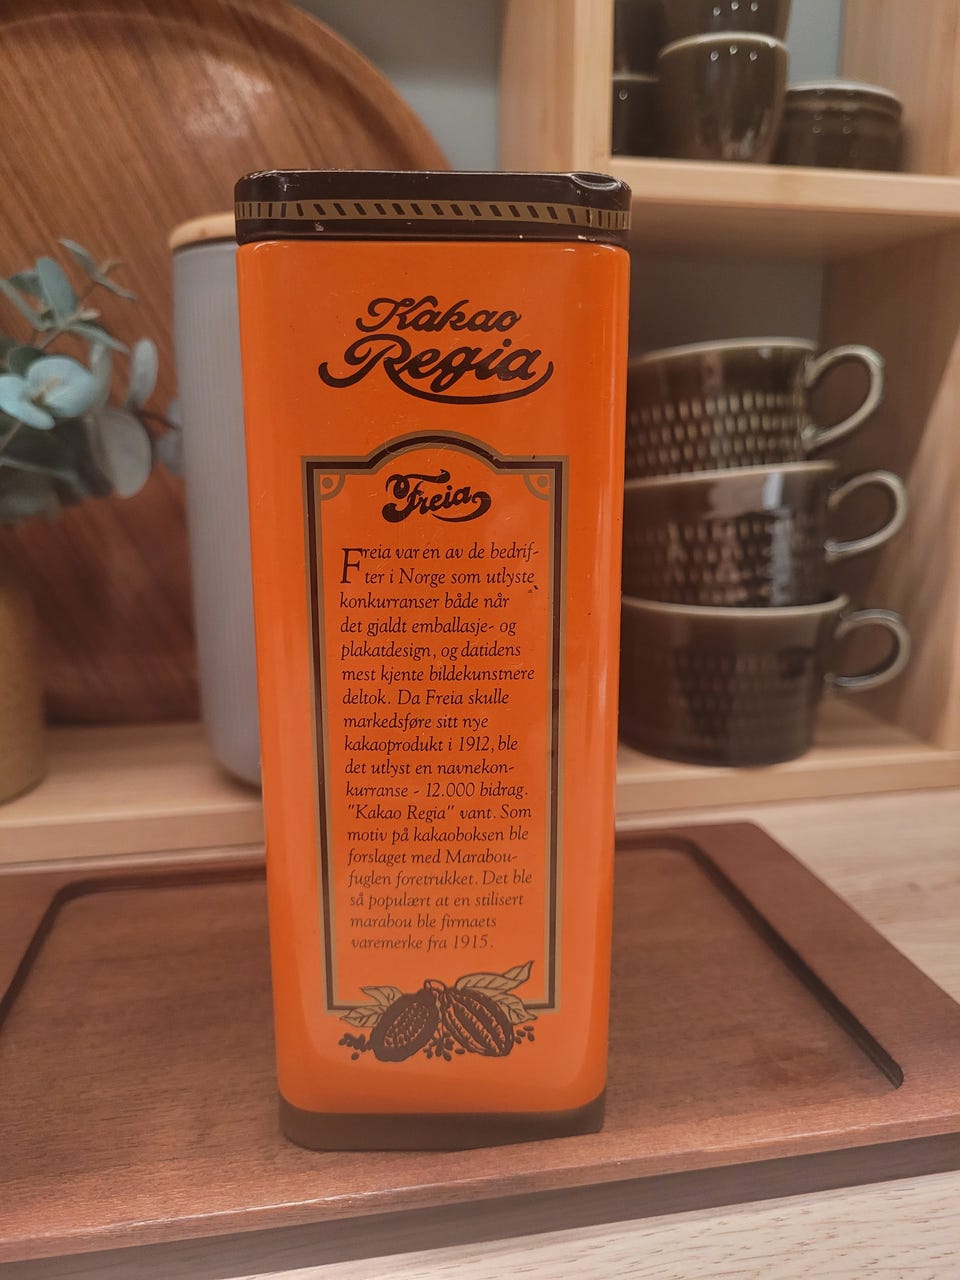 Kakao
Regia
Freia
Freia var en av de bedrif-
ter i Norge som utlyste
konkurranser både når
det gjaldt emballasje- og
plakatdesign, og datidens
mest kjente bildekunstnere
deltok. Da Freia skulle
markedsføre sitt nye
kakaoprodukt i 1912, ble
det utlyst en navnekon-
kurranse - 12.000 bidrag.
"Kakao Regia" vant. Som
motiv på kakaoboksen ble
forslaget med Marabou-
fuglen foretrukket. Det ble
så populært at en stilisert
marabou ble firmaets
varemerke fra 1915.